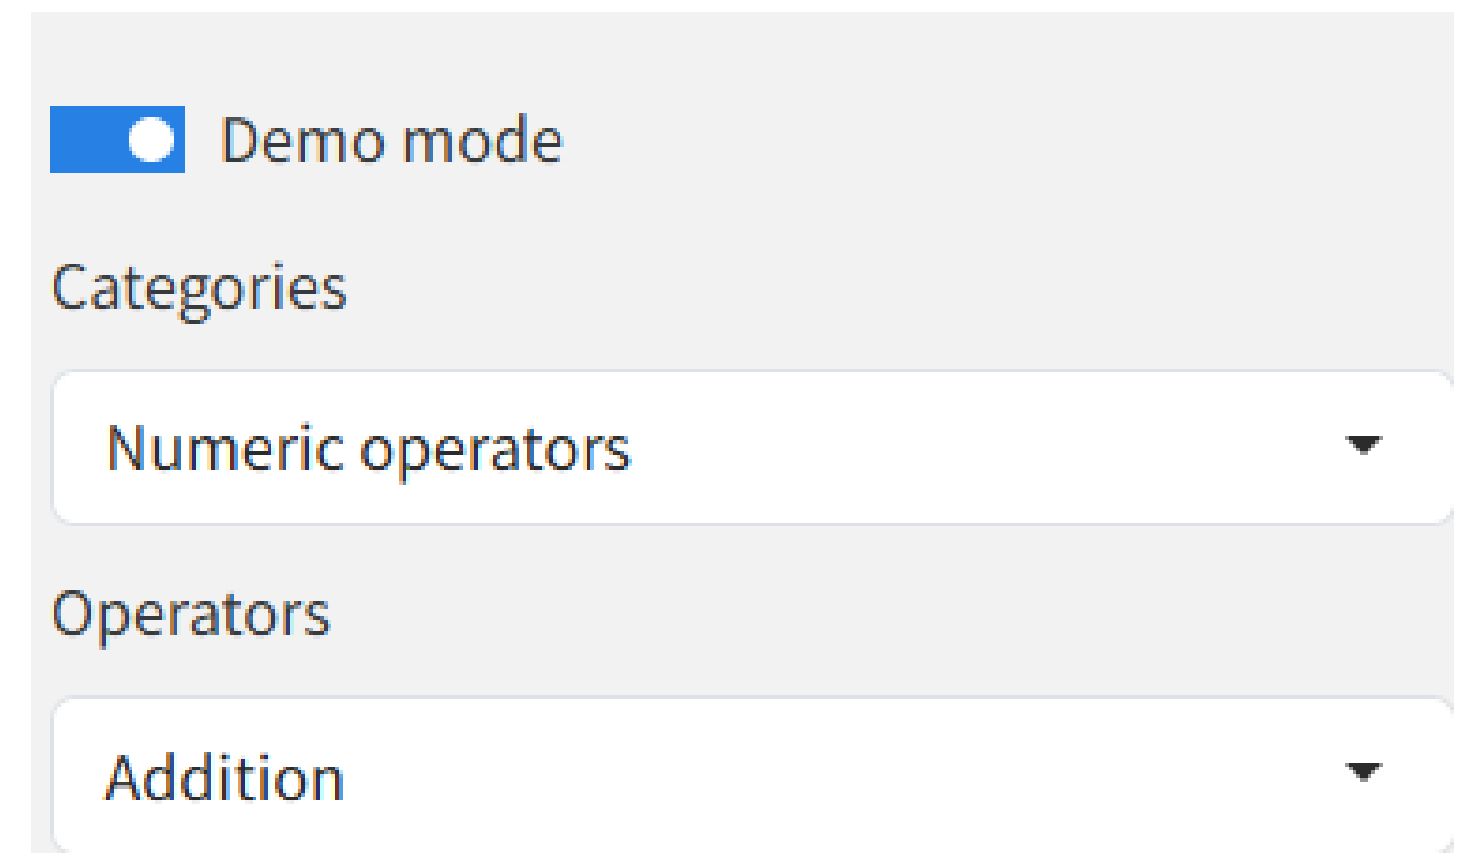 Demo mode
Categories
Numeric operators
Operators
Addition